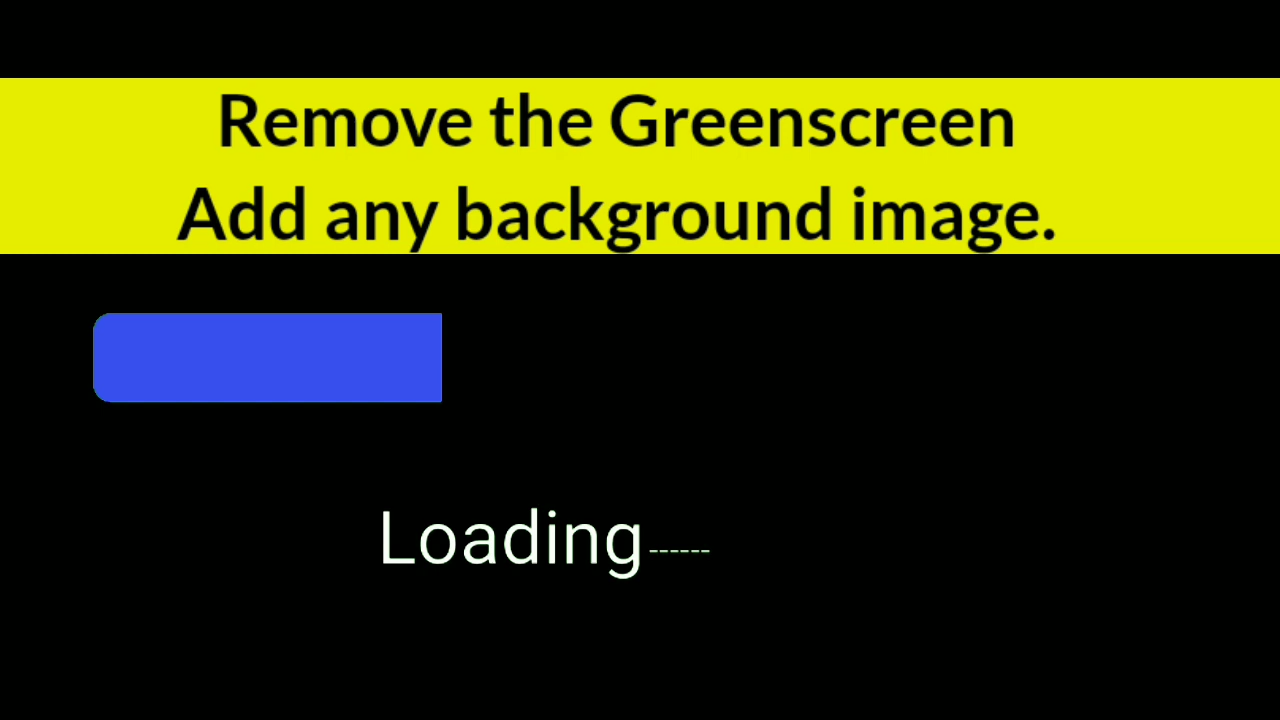 Remove the Greenscreen
Add any background image.
Loading------